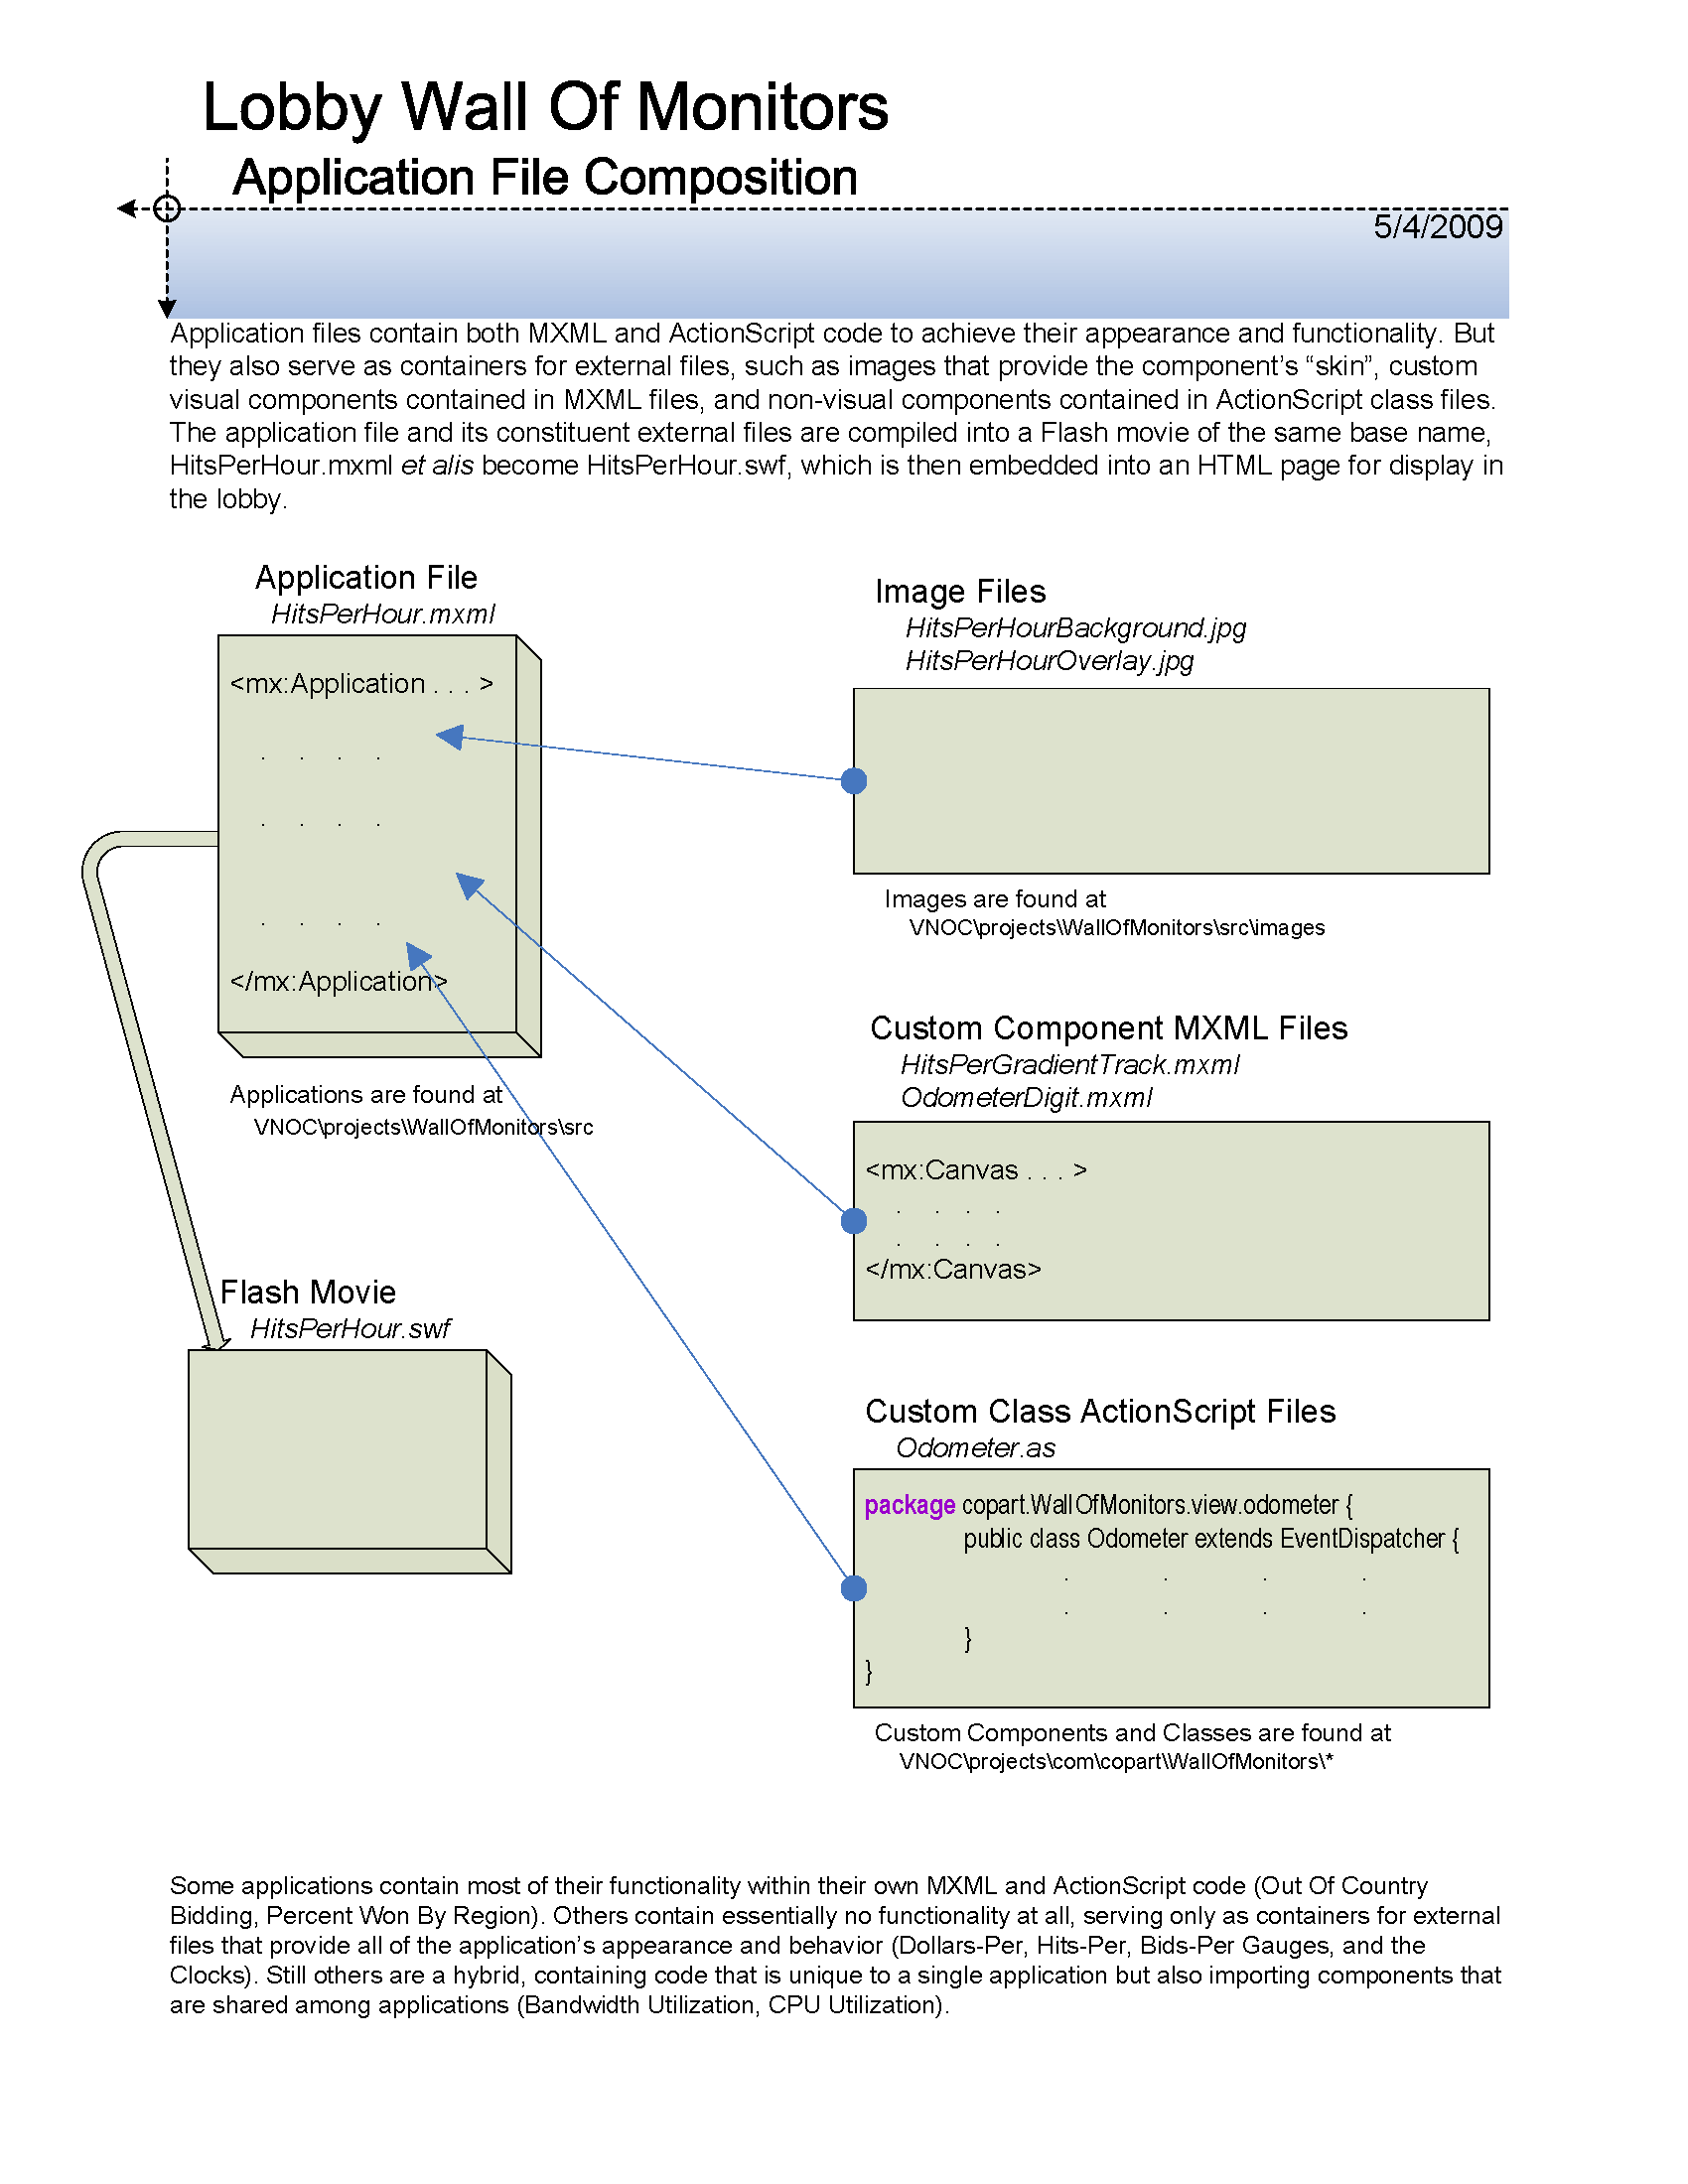 Lobby Wall Of Monitors
Application File Composition
5/4/2009
Application files contain both MXML and ActionScript code to achieve their appearance and functionality. But
they also serve as containers for external files, such as images that provide the component’s “skin”, custom
visual components contained in MXML files, and non-visual components contained in ActionScript class files.
The application file and its constituent external files are compiled into a Flash movie of the same base name,
HitsPerHour.mxml et alis become HitsPerHour.swf, which is then embedded into an HTML page for display in
the lobby.
Application File
HitsPerHour.mxml
<mx:Application . . . >
. . . .
. . . .
. . . .
</mx:Application>
Applications are found at
VNOC\projects\WallOfMonitors\src
Flash Movie
HitsPerHour.swf
Image Files
HitsPerHourBackground.jpg
HitsPerHourOverlay.jpg
Images are found at
VNOC\projects\WallOfMonitors\src\images
Custom Component MXML Files
HitsPerGradientTrack.mxml
OdometerDigit.mxml
<mx:Canvas . . . >
. . . .
. . . .
</mx:Canvas>
Custom Class ActionScript Files
Odometer.as
package copart.WallOfMonitors.view.odometer {
public class Odometer extends EventDispatcher {
. . . .
. . . .
}
}
Custom Components and Classes are found at
VNOC\projects\com\copart\WallOfMonitors\*
Some applications contain most of their functionality within their own MXML and ActionScript code (Out Of Country
Bidding, Percent Won By Region). Others contain essentially no functionality at all, serving only as containers for external
files that provide all of the application’s appearance and behavior (Dollars-Per, Hits-Per, Bids-Per Gauges, and the
Clocks). Still others are a hybrid, containing code that is unique to a single application but also importing components that
are shared among applications (Bandwidth Utilization, CPU Utilization).